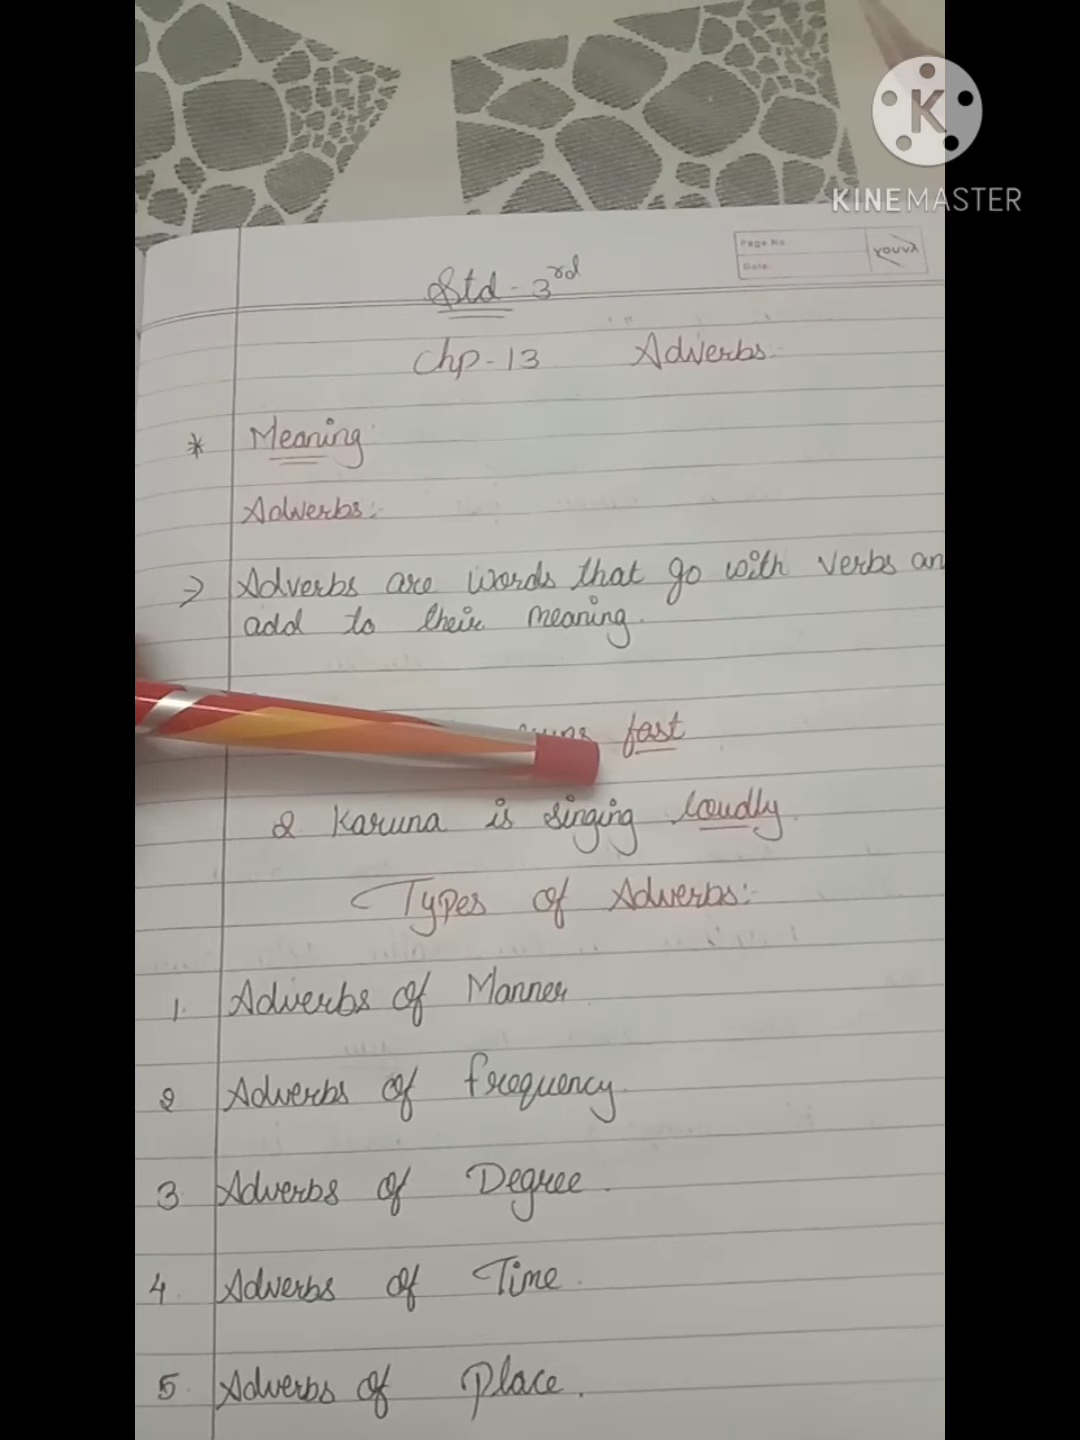 KINEMASTER
Page No.
Date:
YOUVA
Std - 3rd
Chp - 13 Adverbs
* Meaning
Adverbs:-
→ Adverbs are words that go with verbs an
add to their meaning.
fast
2 Karuna is singing loudly.
Types of Adverbs:-
1. Adverbs of Manner
2 Adverbs of frequency.
3 Adverbs of Degree.
4 Adverbs of Time.
5. Adverbs of Place.